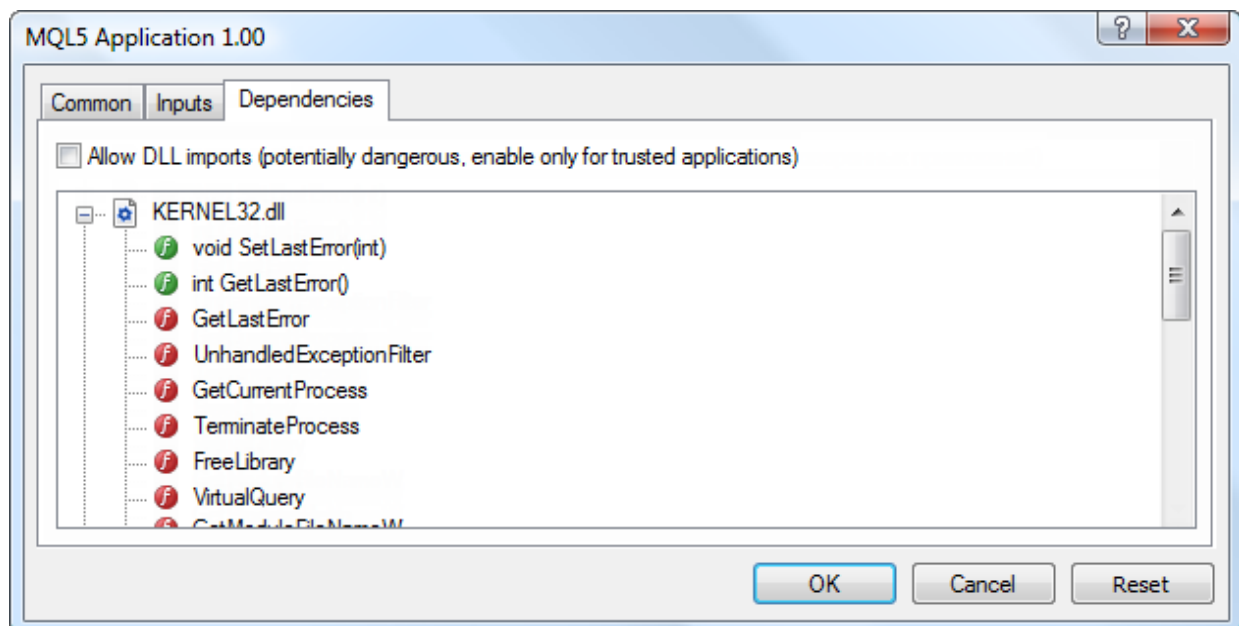 MQL5 Application 1.00
Common Inputs Dependencies
Allow DLL imports (potentially dangerous, enable only for trusted applications)
KERNEL32.dll
void SetLastError(int)
int GetLastError()
GetLastError
UnhandledExceptionFilter
GetCurrentProcess
TerminateProcess
FreeLibrary
VirtualQuery
GetModuleFileNameW
OK Cancel Reset